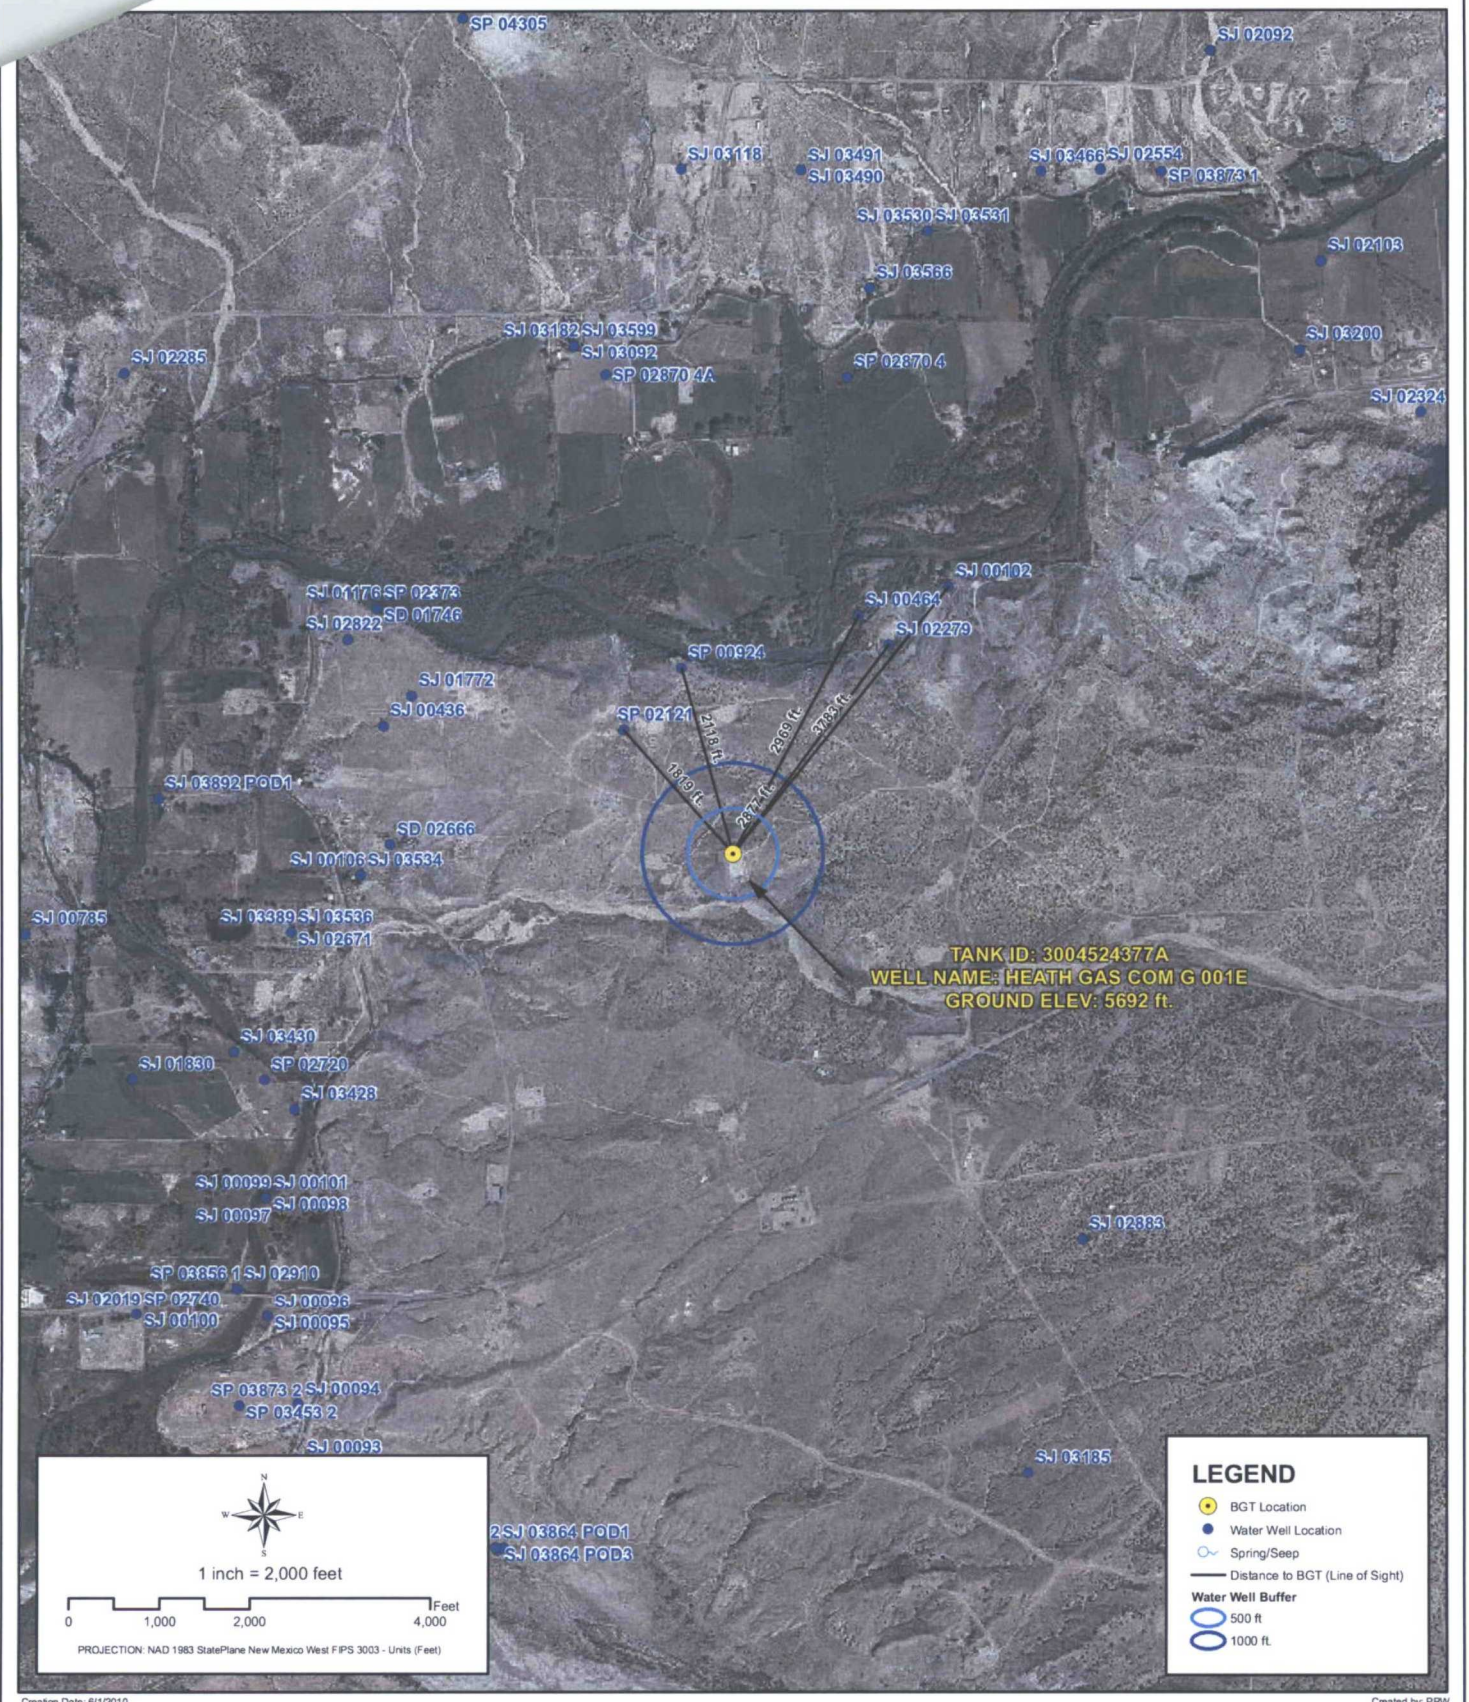 SP 04305
SJ 02092
SJ 03118
SJ 03491
SJ 03490
SJ 03466 SJ 02554
SP 03873 1
SJ 03530 SJ 03531
SJ 02103
SJ 03566
SJ 03182 SJ 03599
SJ 03092
SJ 03200
SJ 02285
SP 02870 4A
SP 02870 4
SJ 02324
SJ 00102
SJ 01176 SP 02373
SD 01746
SJ 02822
SJ 00464
SJ 02279
SP 00924
SJ 01772
SJ 00436
SP 02121
2118 ft.
2969 ft.
3783 ft.
1819 ft.
2877 ft.
SJ 03892 POD1
SD 02666
SJ 00106 SJ 03534
SJ 00785
SJ 03389 SJ 03536
SJ 02671
TANK ID: 3004524377A
WELL NAME: HEATH GAS COM G 001E
GROUND ELEV: 5692 ft.
SJ 03430
SJ 01830
SP 02720
SJ 03428
SJ 00099 SJ 00101
SJ 00098
SJ 00097
SJ 02883
SP 03856 1 SJ 02910
SJ 02019 SP 02740
SJ 00096
SJ 00100
SJ 00095
SP 03873 2 SJ 00094
SP 03453 2
SJ 00093
SJ 03185
2 SJ 03864 POD1
SJ 03864 POD3
N
W E
S
1 inch = 2,000 feet
Feet
0 1,000 2,000 4,000
PROJECTION: NAD 1983 StatePlane New Mexico West FIPS 3003 - Units (Feet)
LEGEND
BGT Location
Water Well Location
Spring/Seep
Distance to BGT (Line of Sight)
Water Well Buffer
500 ft
1000 ft.
Creation Date: 6/1/2010
Created by: RRW